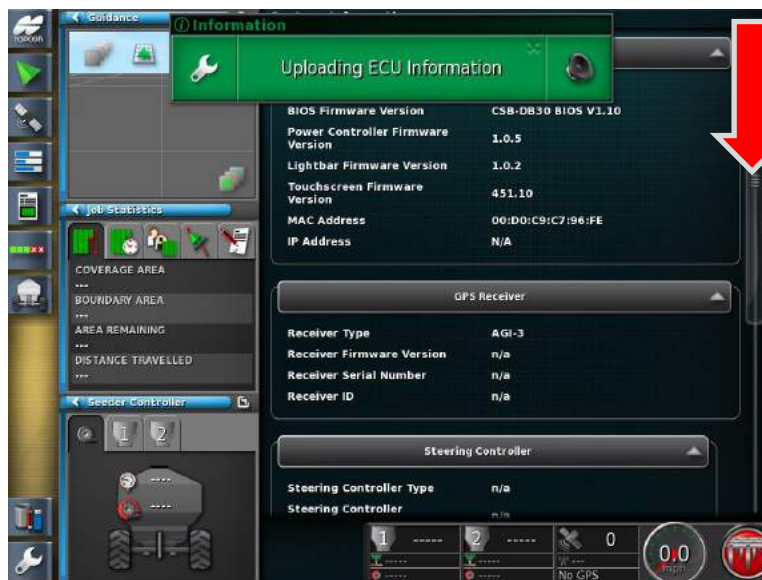 TOPCON
Guidance
Information
Uploading ECU Information
BIOS Firmware Version CSB-DB30 BIOS V1.10
Power Controller Firmware
Version 1.0.5
Lightbar Firmware Version 1.0.2
Touchscreen Firmware
Version 451.10
MAC Address 00:D0:C9:C7:96:FE
IP Address N/A
Job Statistics
COVERAGE AREA
---
BOUNDARY AREA
---
AREA REMAINING
---
DISTANCE TRAVELLED
---
GPS Receiver
Receiver Type AGI-3
Receiver Firmware Version n/a
Receiver Serial Number n/a
Receiver ID n/a
Seeder Controller
1 2
----
----
Steering Controller
Steering Controller Type n/a
Steering Controller n/a
1 ----- 2 ----- 0
----- ----- ---
----- ----- No GPS
0.0
mph